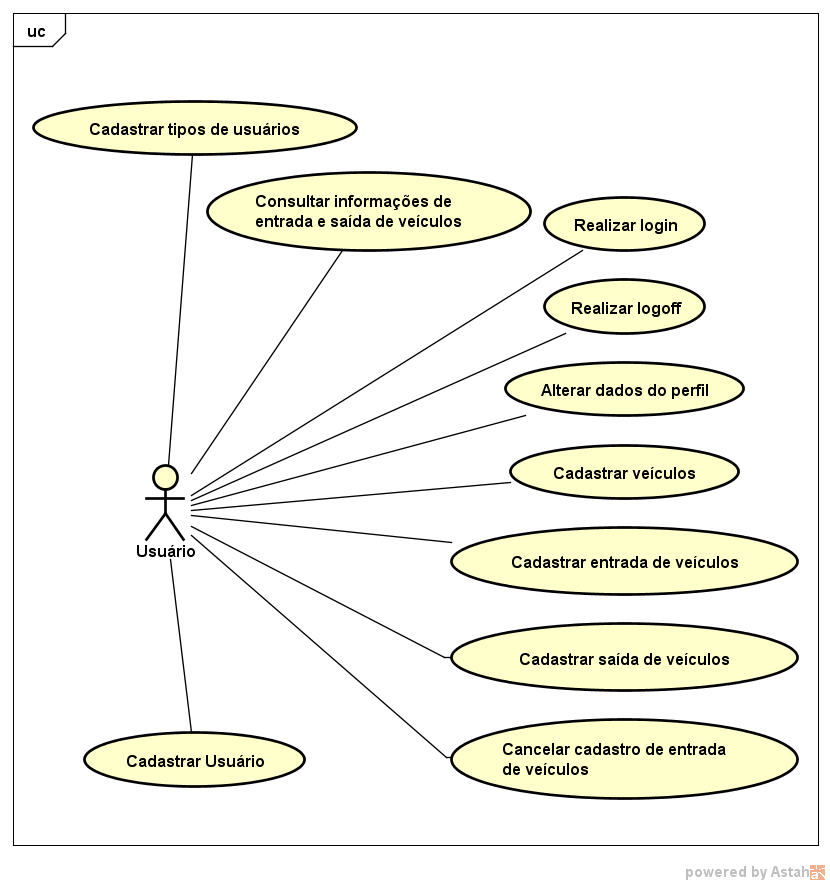 uc
Cadastrar tipos de usuários
Consultar informações de
entrada e saída de veículos
Realizar login
Realizar logoff
Alterar dados do perfil
Cadastrar veículos
Usuário
Cadastrar entrada de veículos
Cadastrar saída de veículos
Cadastrar Usuário
Cancelar cadastro de entrada
de veículos
powered by Astah